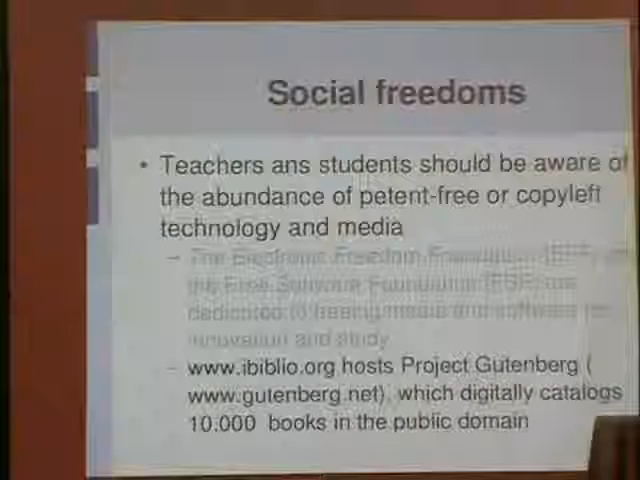 Social freedoms
• Teachers ans students should be aware of
the abundance of petent-free or copyleft
technology and media
– The Electronic Freedom Foundation (EFF)
the Free Software Foundation (FSF) are
dedicated to freeing media and software for
innovation and study
– www.ibiblio.org hosts Project Gutenberg (
www.gutenberg.net), which digitally catalogs
10.000 books in the public domain